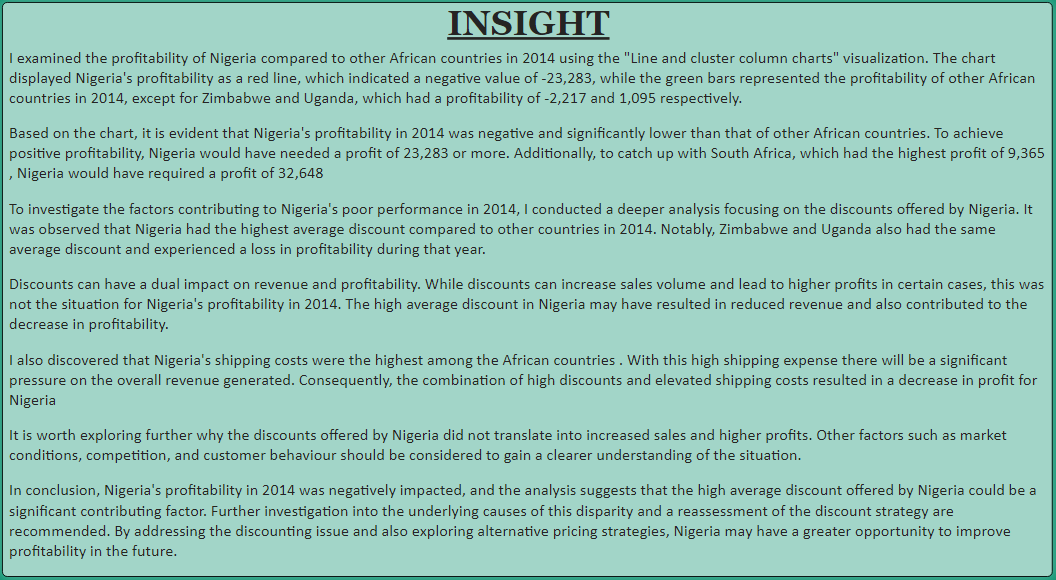 INSIGHT
I examined the profitability of Nigeria compared to other African countries in 2014 using the "Line and cluster column charts" visualization. The chart
displayed Nigeria's profitability as a red line, which indicated a negative value of -23,283, while the green bars represented the profitability of other African
countries in 2014, except for Zimbabwe and Uganda, which had a profitability of -2,217 and 1,095 respectively.
Based on the chart, it is evident that Nigeria's profitability in 2014 was negative and significantly lower than that of other African countries. To achieve
positive profitability, Nigeria would have needed a profit of 23,283 or more. Additionally, to catch up with South Africa, which had the highest profit of 9,365
, Nigeria would have required a profit of 32,648
To investigate the factors contributing to Nigeria's poor performance in 2014, I conducted a deeper analysis focusing on the discounts offered by Nigeria. It
was observed that Nigeria had the highest average discount compared to other countries in 2014. Notably, Zimbabwe and Uganda also had the same
average discount and experienced a loss in profitability during that year.
Discounts can have a dual impact on revenue and profitability. While discounts can increase sales volume and lead to higher profits in certain cases, this was
not the situation for Nigeria's profitability in 2014. The high average discount in Nigeria may have resulted in reduced revenue and also contributed to the
decrease in profitability.
I also discovered that Nigeria's shipping costs were the highest among the African countries . With this high shipping expense there will be a significant
pressure on the overall revenue generated. Consequently, the combination of high discounts and elevated shipping costs resulted in a decrease in profit for
Nigeria
It is worth exploring further why the discounts offered by Nigeria did not translate into increased sales and higher profits. Other factors such as market
conditions, competition, and customer behaviour should be considered to gain a clearer understanding of the situation.
In conclusion, Nigeria's profitability in 2014 was negatively impacted, and the analysis suggests that the high average discount offered by Nigeria could be a
significant contributing factor. Further investigation into the underlying causes of this disparity and a reassessment of the discount strategy are
recommended. By addressing the discounting issue and also exploring alternative pricing strategies, Nigeria may have a greater opportunity to improve
profitability in the future.